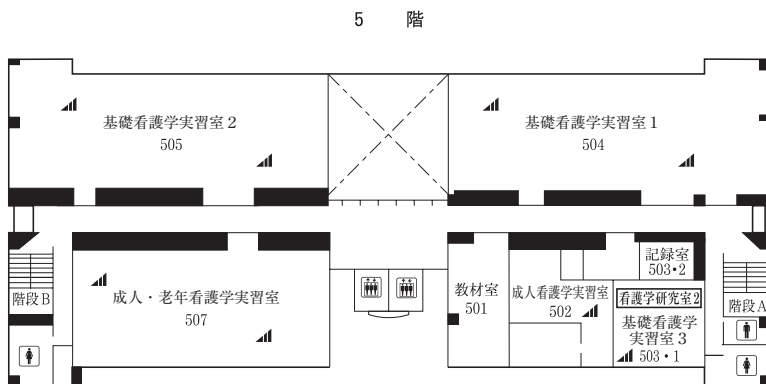 5 階
基礎看護学実習室2
505
基礎看護学実習室1
504
記録室
503・2
階段B
成人・老年看護学実習室
507
教材室
501
成人看護学実習室
502
看護学研究室2
基礎看護学
実習室3
503・1
階段A